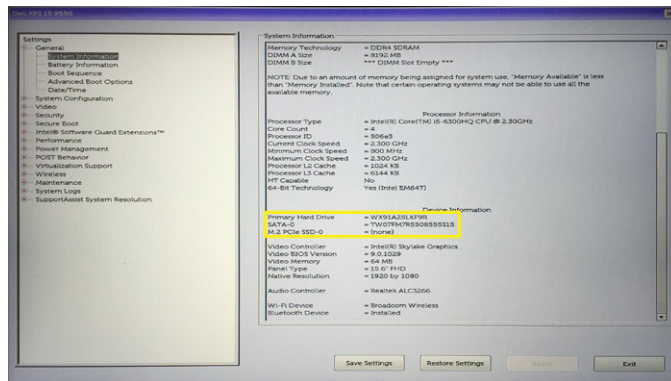 Dell XPS 15 9550
Settings
General
System Information
Battery Information
Boot Sequence
Advanced Boot Options
Date/Time
System Configuration
Video
Security
Secure Boot
Intel® Software Guard Extensions™
Performance
Power Management
POST Behavior
Virtualization Support
Wireless
Maintenance
System Logs
SupportAssist System Resolution
System Information
Memory Technology = DDR4 SDRAM
DIMM A Size = 8192 MB
DIMM B Size *** DIMM Slot Empty ***
NOTE: Due to an amount of memory being assigned for system use, "Memory Available" is less
than "Memory Installed". Note that certain operating systems may not be able to use all the
available memory.
Processor Information
Processor Type = Intel(R) Core(TM) i5-6300HQ CPU @ 2.30GHz
Core Count = 4
Processor ID = 506e3
Current Clock Speed = 2.300 GHz
Minimum Clock Speed = 800 MHz
Maximum Clock Speed = 2.300 GHz
Processor L2 Cache = 1024 KB
Processor L3 Cache = 6144 KB
HT Capable No
64-Bit Technology Yes (Intel EM64T)
Device Information
Primary Hard Drive = WX91A25LKF9R
SATA-0 = TW07FM7R5508555515
M.2 PCIe SSD-0 = (none)
Video Controller = Intel(R) Skylake Graphics
Video BIOS Version = 9.0.1029
Video Memory = 64 MB
Panel Type = 15.6" FHD
Native Resolution = 1920 by 1080
Audio Controller = Realtek ALC3266
Wi-Fi Device = Broadcom Wireless
Bluetooth Device = Installed
Save Settings
Restore Settings
Apply
Exit